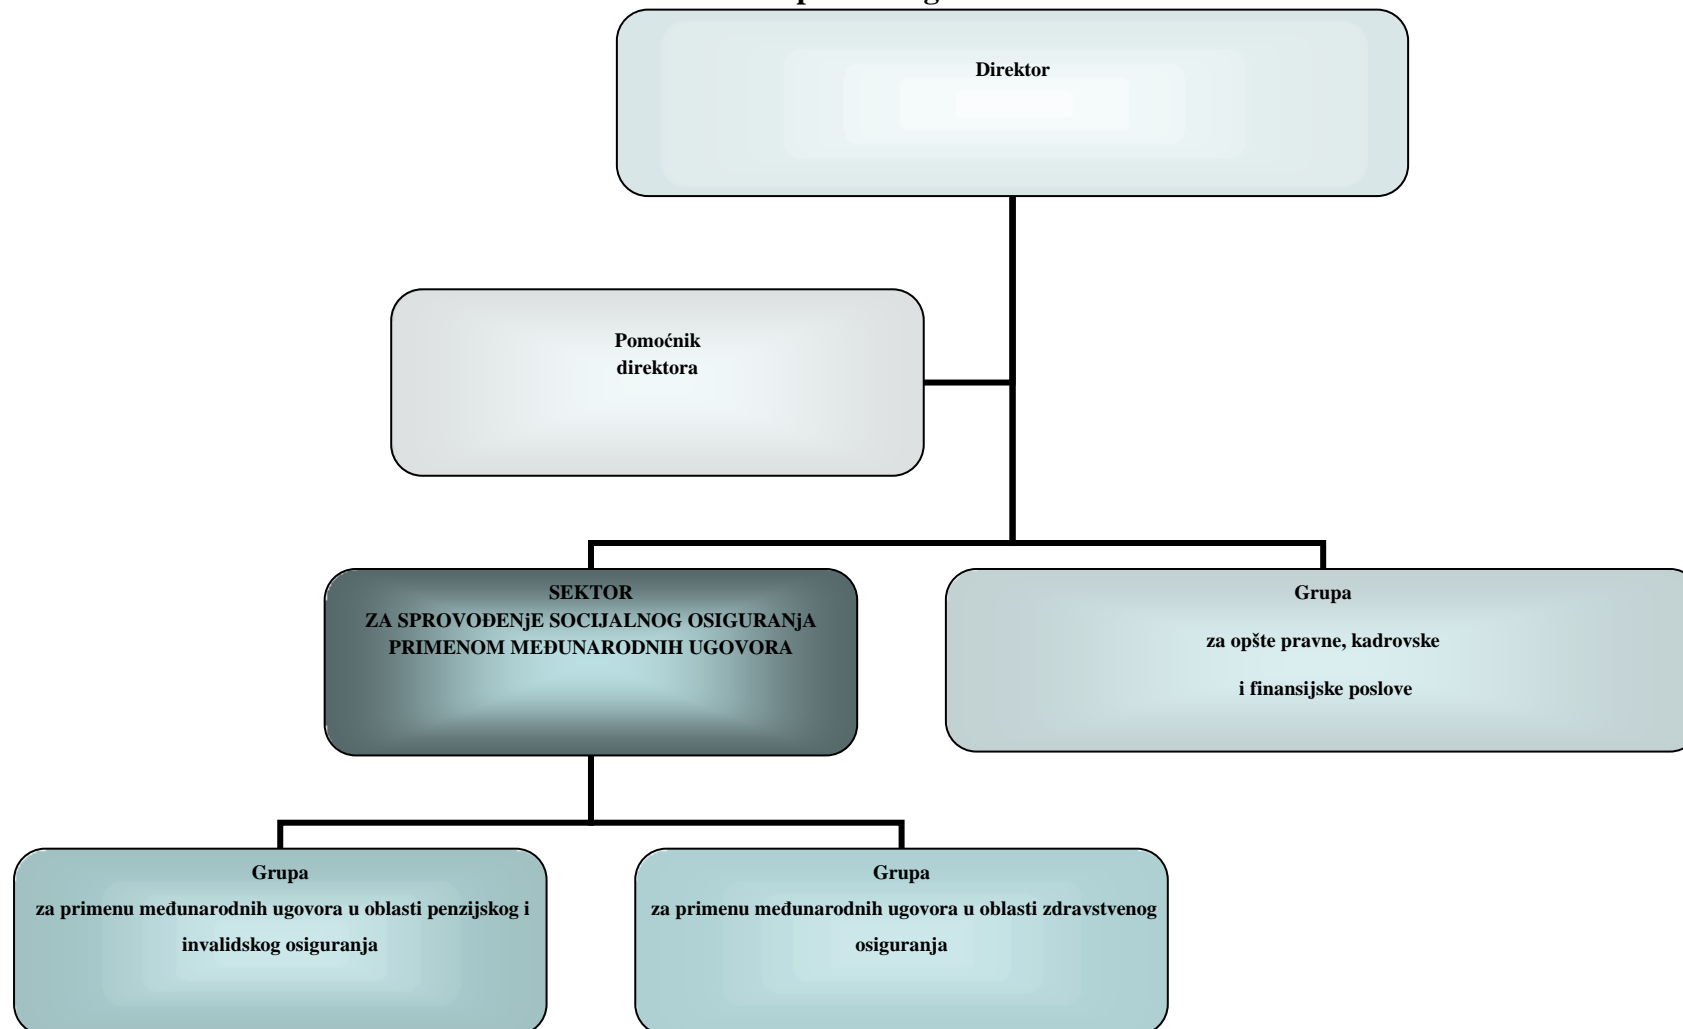 Direktor
Pomoćnik
direktora
SEKTOR
ZA SPROVOĐENjE SOCIJALNOG OSIGURANjA
PRIMENOM MEĐUNARODNIH UGOVORA
Grupa
za opšte pravne, kadrovske
i finansijske poslove
Grupa
za primenu međunarodnih ugovora u oblasti penzijskog i
invalidskog osiguranja
Grupa
za primenu međunarodnih ugovora u oblasti zdravstvenog
osiguranja